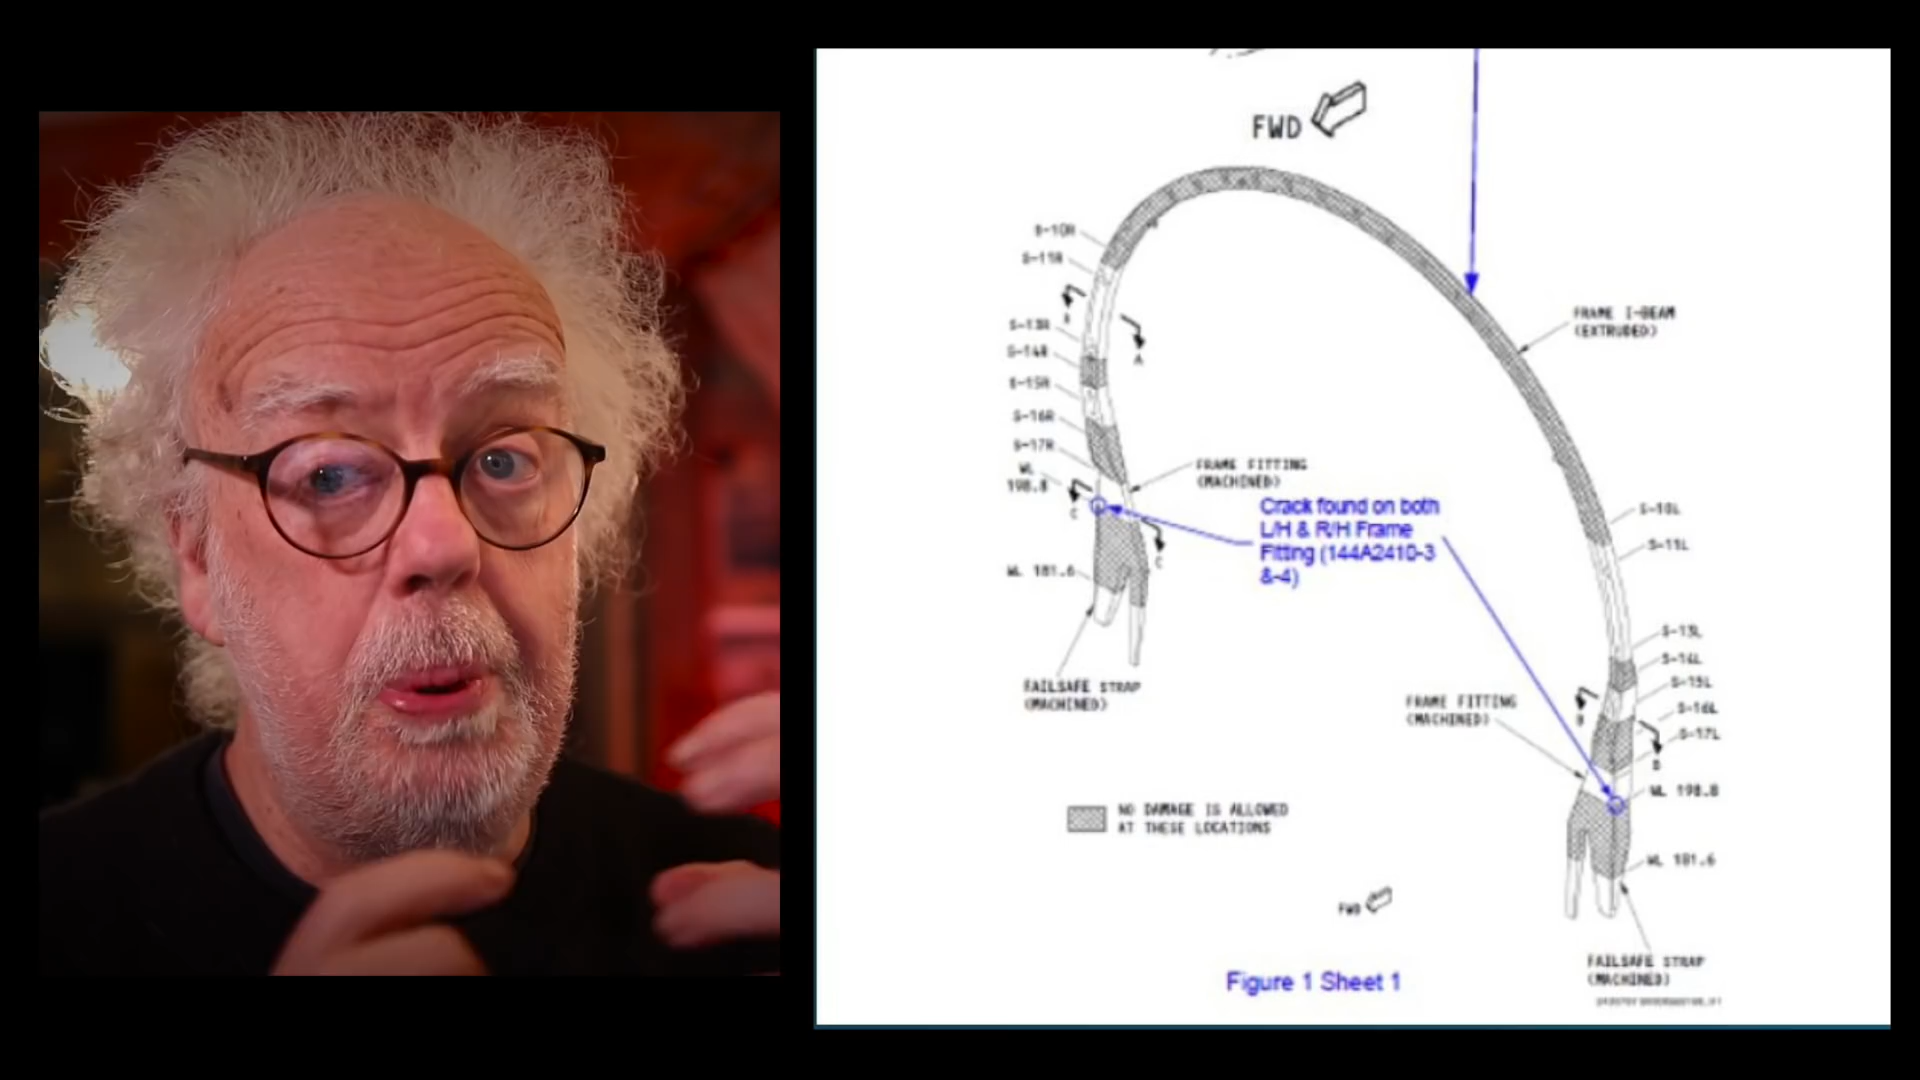 FWD
S-10R
S-11R
A
A
S-13R
S-14R
S-15R
S-16R
S-17R
WL
198.8
C
C
WL 181.6
FRAME I-BEAM
(EXTRUDED)
FRAME FITTING
(MACHINED)
Crack found on both
L/H & R/H Frame
Fitting (144A2410-3
&-4)
S-10L
S-11L
S-13L
S-14L
S-15L
S-16L
S-17L
B
B
WL 198.8
WL 181.6
FAILSAFE STRAP
(MACHINED)
FRAME FITTING
(MACHINED)
NO DAMAGE IS ALLOWED
AT THESE LOCATIONS
FWD
FAILSAFE STRAP
(MACHINED)
Figure 1 Sheet 1